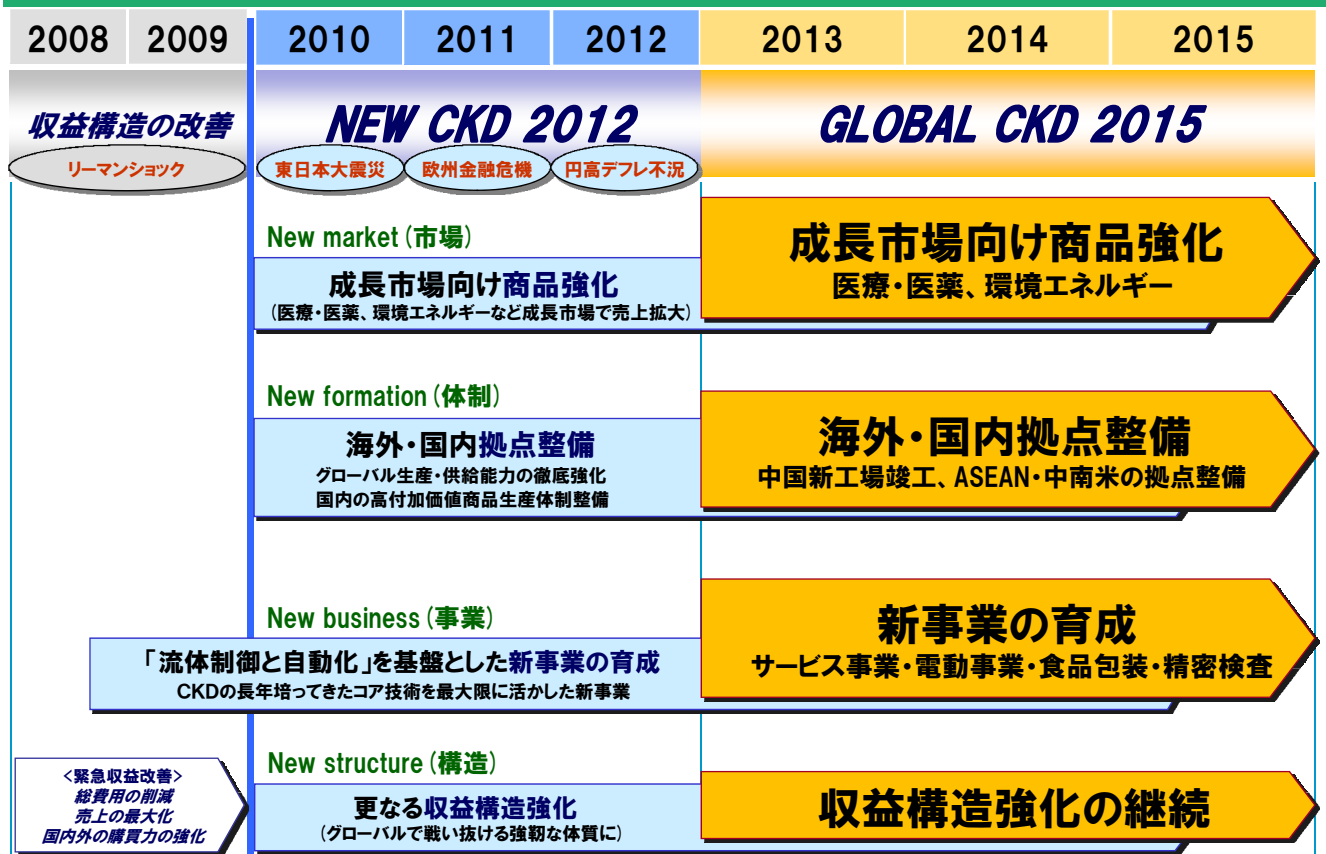 2008 2009 2010 2011 2012 2013 2014 2015
収益構造の改善 NEW CKD 2012 GLOBAL CKD 2015
リーマンショック 東日本大震災 欧州金融危機 円高デフレ不況
New market (市場)
成長市場向け商品強化
(医療・医薬、環境エネルギーなど成長市場で売上拡大)
成長市場向け商品強化
医療・医薬、環境エネルギー
New formation (体制)
海外・国内拠点整備
グローバル生産・供給能力の徹底強化
国内の高付加価値商品生産体制整備
海外・国内拠点整備
中国新工場竣工、ASEAN・中南米の拠点整備
New business (事業)
「流体制御と自動化」を基盤とした新事業の育成
CKDの長年培ってきたコア技術を最大限に活かした新事業
新事業の育成
サービス事業・電動事業・食品包装・精密検査
<緊急収益改善>
総費用の削減
売上の最大化
国内外の購買力の強化
New structure (構造)
更なる収益構造強化
(グローバルで戦い抜ける強靭な体質に)
収益構造強化の継続